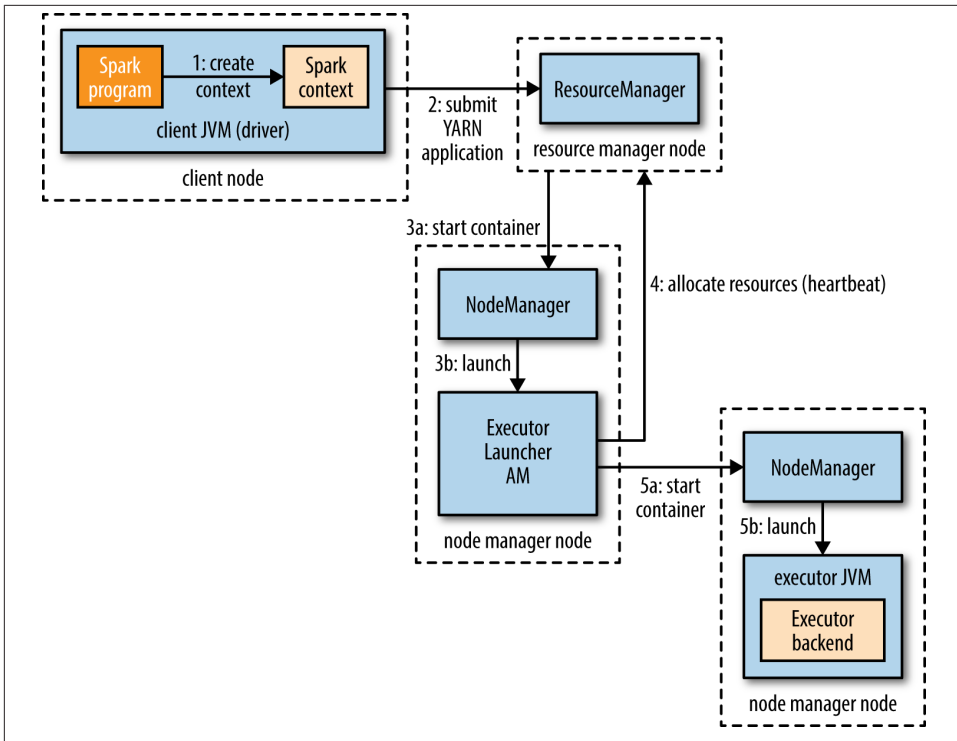 Spark
program
1: create
context
Spark
context
client JVM (driver)
client node
2: submit
YARN
application
ResourceManager
resource manager node
3a: start container
NodeManager
3b: launch
Executor
Launcher
AM
node manager node
4: allocate resources (heartbeat)
5a: start
container
NodeManager
5b: launch
executor JVM
Executor
backend
node manager node